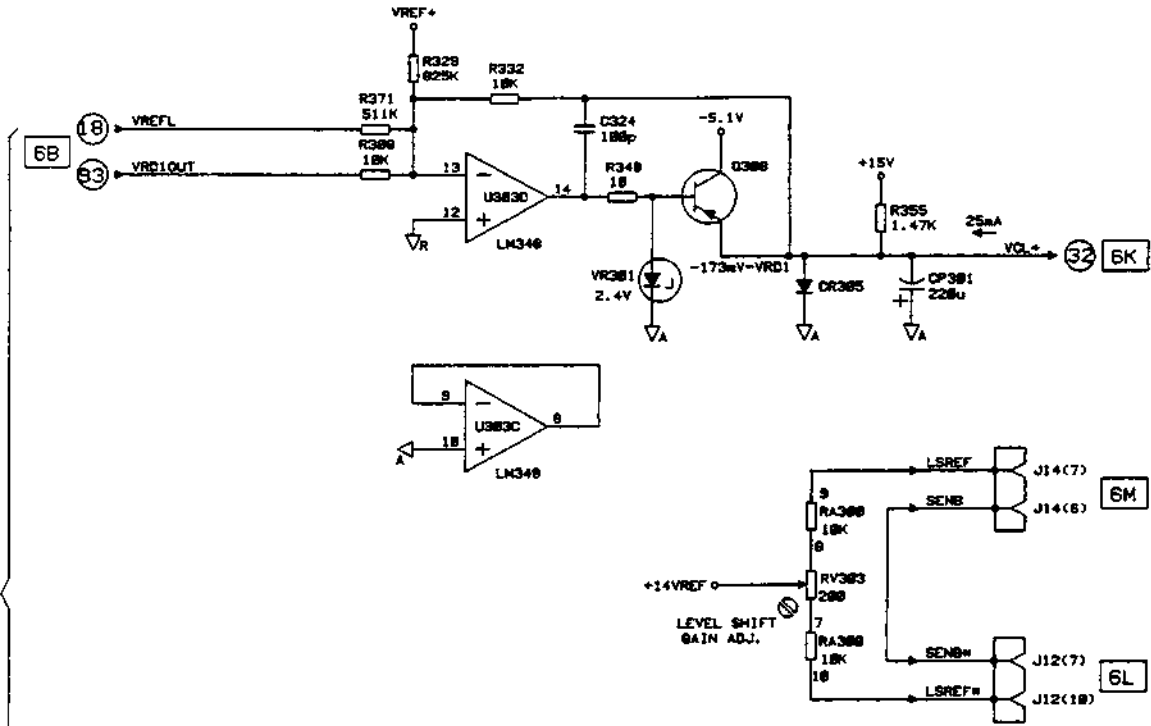 VREF+
R329
825K
R332
10K
R371
511K
18
VREFL
6B
C324
100p
-5.1V
R309
10K
83
VRD1OUT
13
U303D
14
R340
10
Q308
+15V
12
R
LM348
R355
1.47K
25mA
VCL+
32
6K
VR301
2.4V
-173mV-VRD1
CR305
CP301
220u
A
A
A
9
U303C
8
10
A
LM348
LSREF
J14(7)
6M
9
RA300
10K
8
SENB
J14(6)
+14VREF
RV303
200
LEVEL SHIFT
GAIN ADJ.
7
RA300
10K
10
SENB*
J12(7)
6L
LSREF*
J12(10)